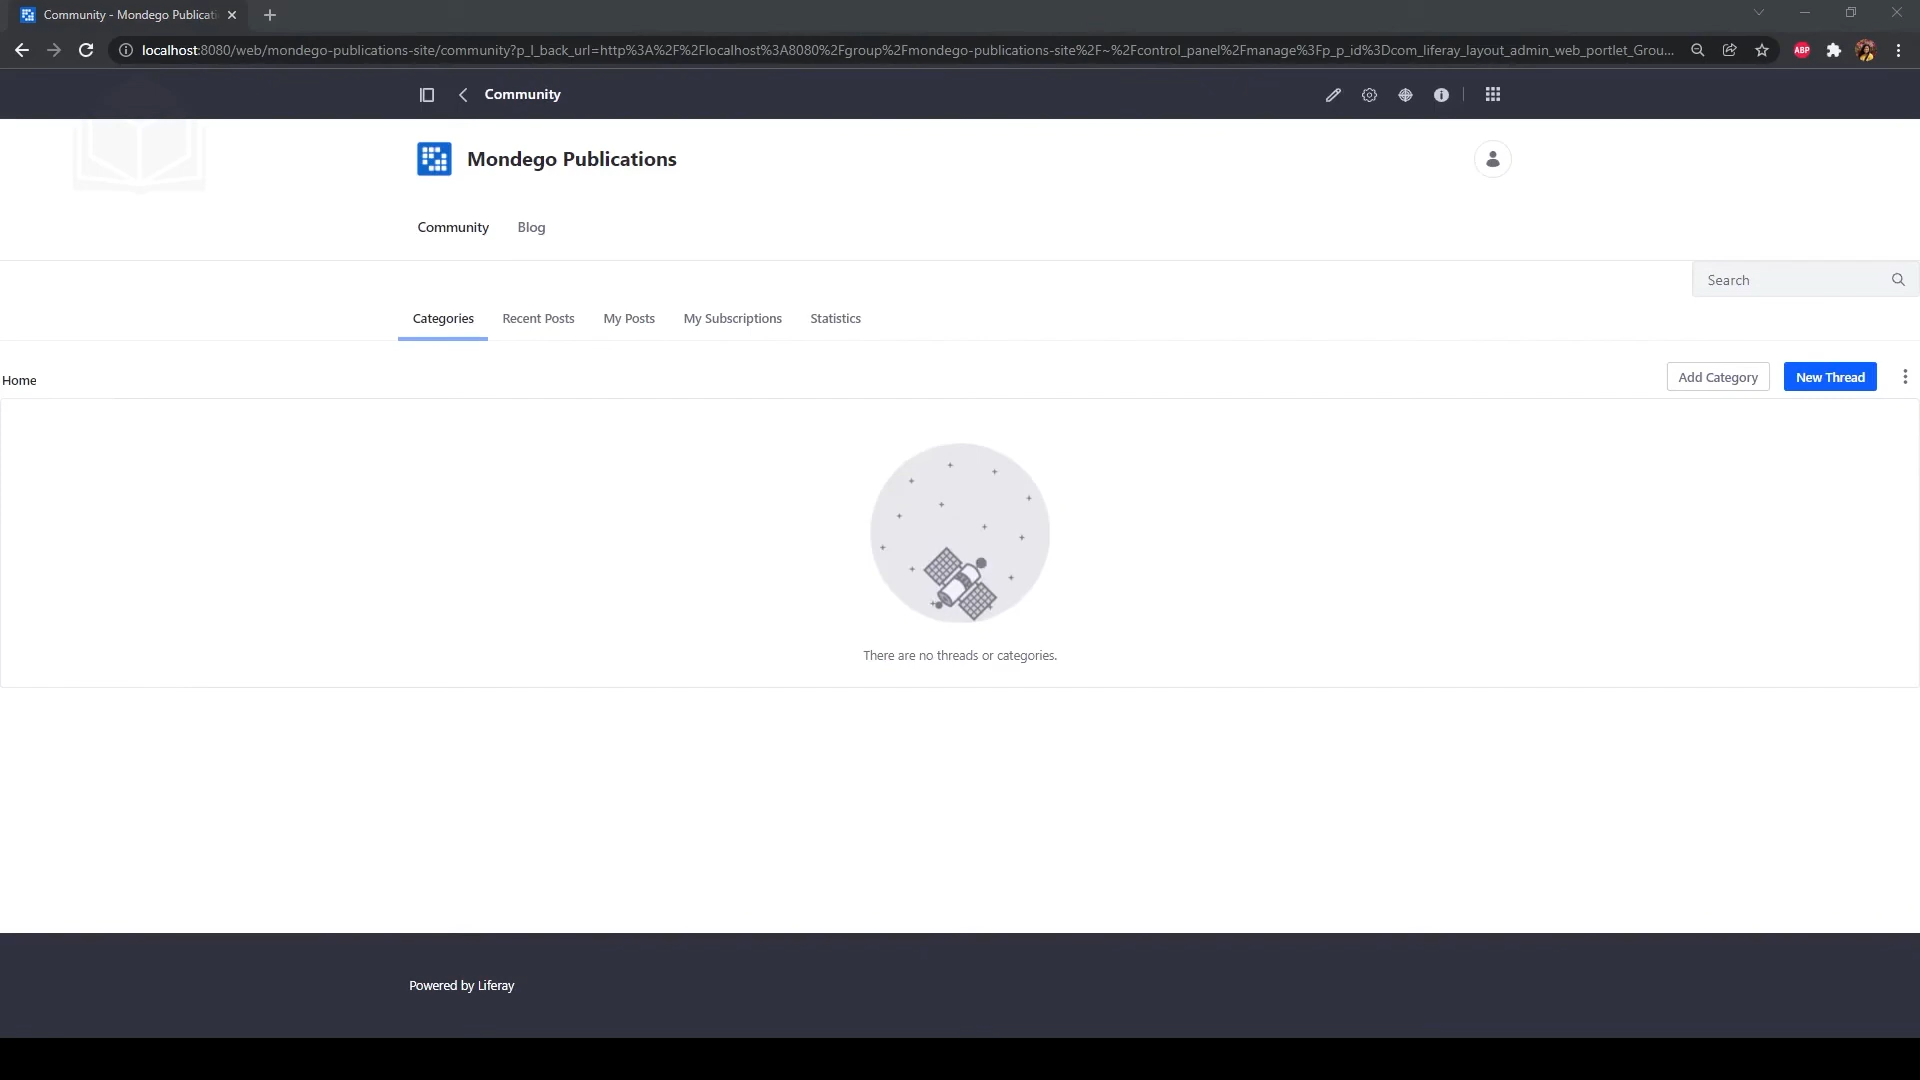 Community - Mondego Publicati
localhost:8080/web/mondego-publications-site/community?p_l_back_url=http%3A%2F%2Flocalhost%3A8080%2Fgroup%2Fmondego-publications-site%2F~%2Fcontrol_panel%2Fmanage%3Fp_p_id%3Dcom_liferay_layout_admin_web_portlet_Grou...
ABP
Community
Mondego Publications
Community Blog
Search
Categories Recent Posts My Posts My Subscriptions Statistics
Home Add Category New Thread
There are no threads or categories.
Powered by Liferay